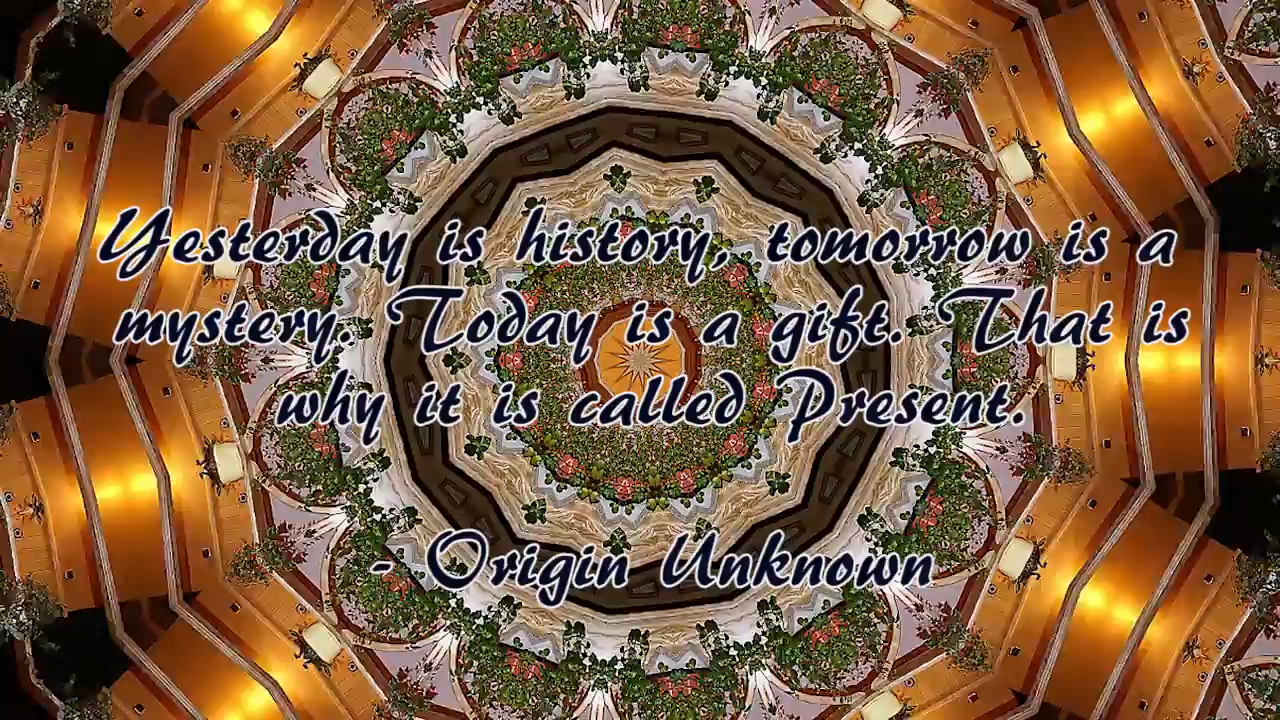 Yesterday is history, tomorrow is a
mystery. Today is a gift. That is
why it is called Present.
- Origin Unknown